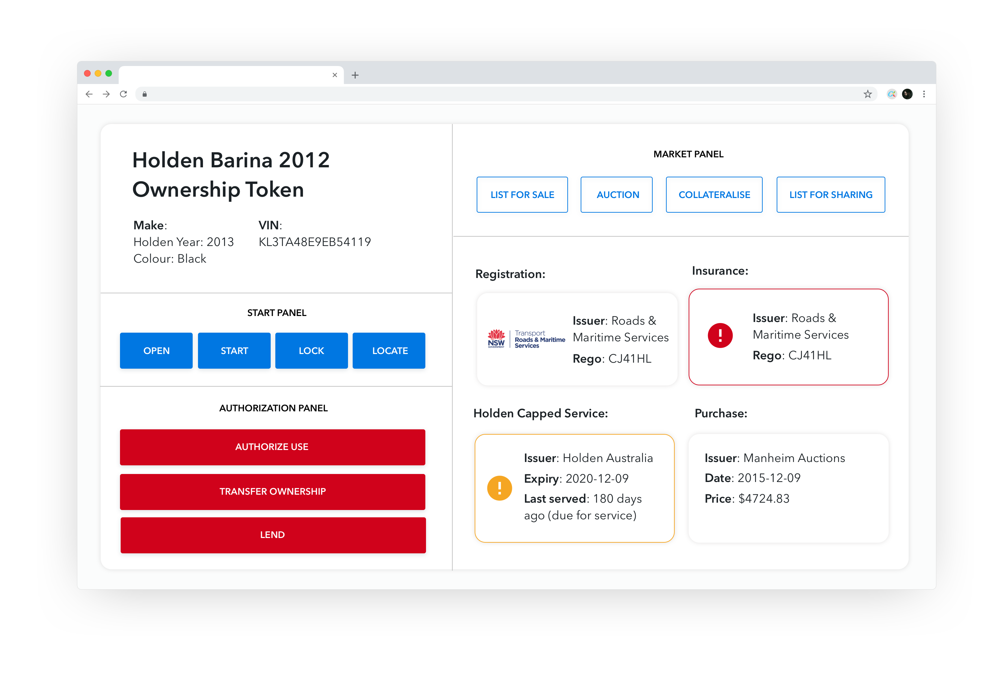 Holden Barina 2012
Ownership Token
Make:
Holden Year: 2013
Colour: Black
VIN:
KL3TA48E9EB54119
START PANEL
OPEN
START
LOCK
LOCATE
AUTHORIZATION PANEL
AUTHORIZE USE
TRANSFER OWNERSHIP
LEND
MARKET PANEL
LIST FOR SALE
AUCTION
COLLATERALISE
LIST FOR SHARING
Registration:
NSW
GOVERNMENT
Transport
Roads & Maritime
Services
Issuer: Roads &
Maritime Services
Rego: CJ41HL
Insurance:
Issuer: Roads &
Maritime Services
Rego: CJ41HL
Holden Capped Service:
Issuer: Holden Australia
Expiry: 2020-12-09
Last served: 180 days
ago (due for service)
Purchase:
Issuer: Manheim Auctions
Date: 2015-12-09
Price: $4724.83